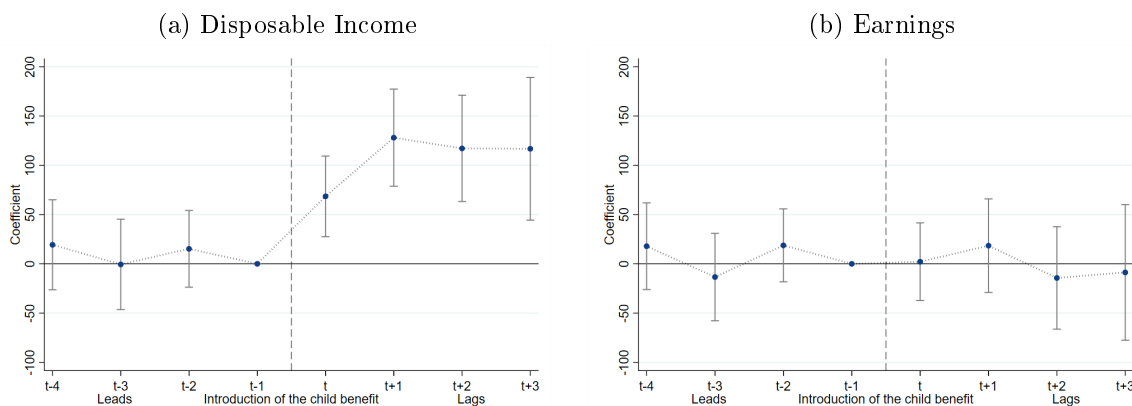 (a) Disposable Income
Coefficient
200
150
100
50
0
-50
-100
t-4 t-3 t-2 t-1 t t+1 t+2 t+3
Leads Introduction of the child benefit Lags
(b) Earnings
Coefficient
200
150
100
50
0
-50
-100
t-4 t-3 t-2 t-1 t t+1 t+2 t+3
Leads Introduction of the child benefit Lags